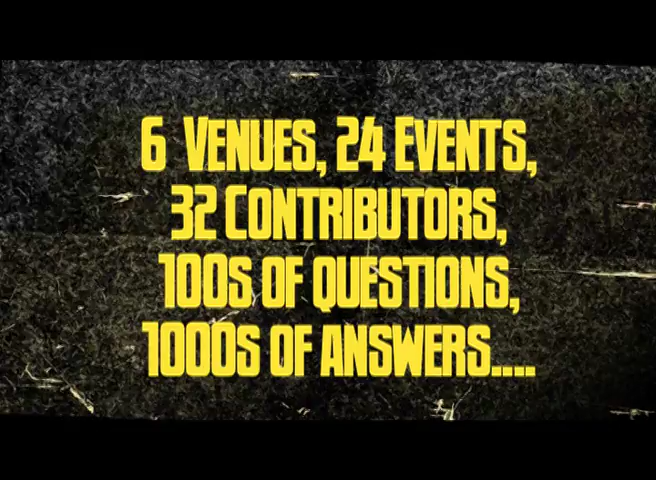 6 VENUES, 24 EVENTS,
32 CONTRIBUTORS,
100S OF QUESTIONS,
1000S OF ANSWERS....